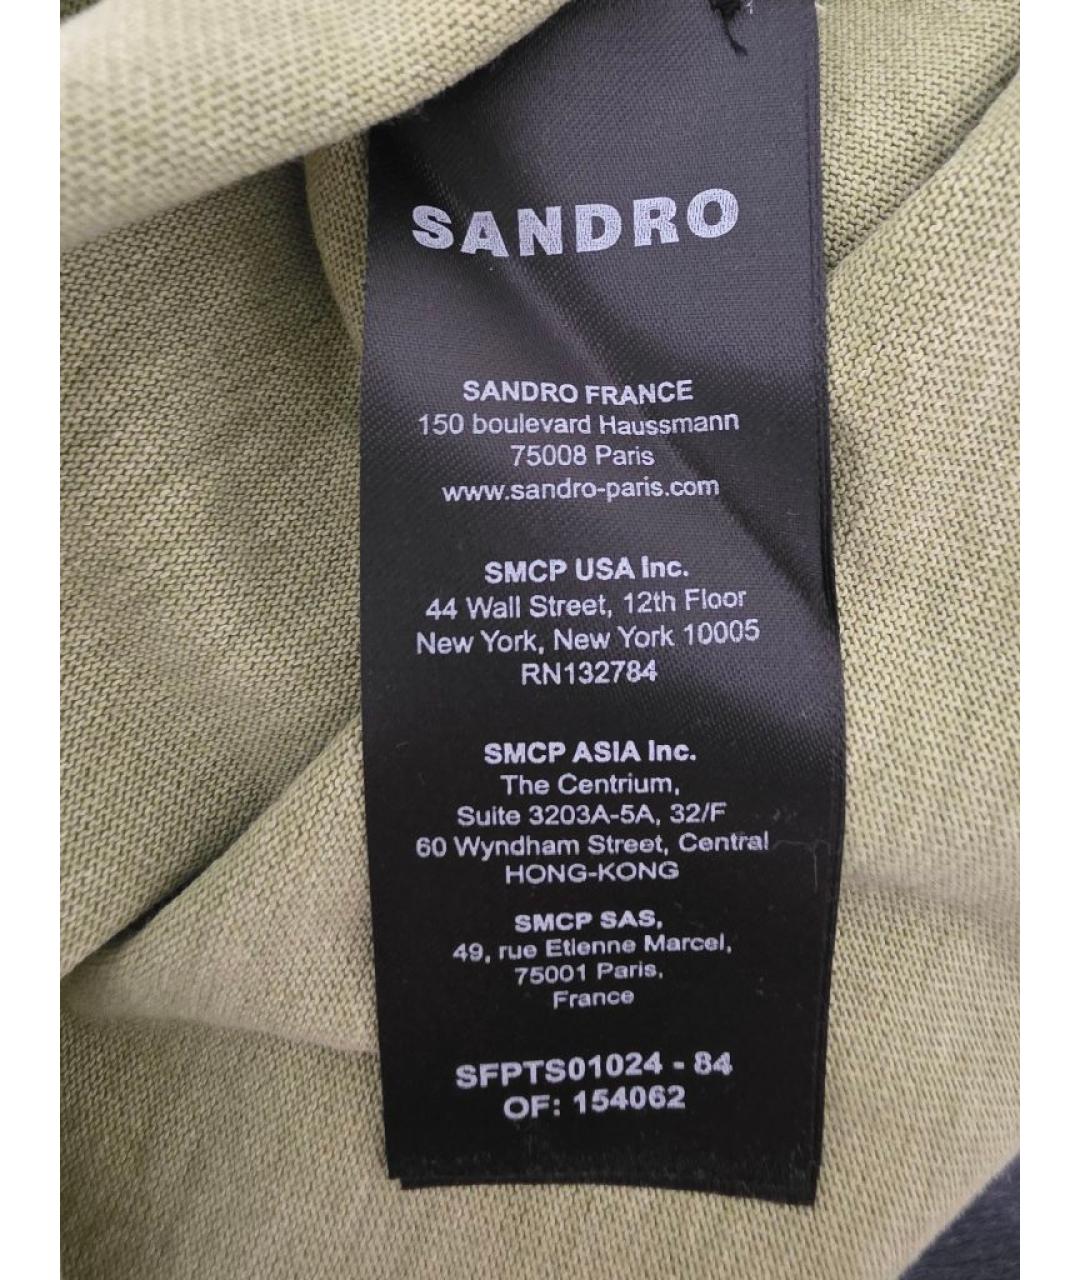 SANDRO
SANDRO FRANCE
150 boulevard Haussmann
75008 Paris
www.sandro-paris.com
SMCP USA Inc.
44 Wall Street, 12th Floor
New York, New York 10005
RN132784
SMCP ASIA Inc.
The Centrium,
Suite 3203A-5A, 32/F
60 Wyndham Street, Central
HONG-KONG
SMCP SAS,
49, rue Etienne Marcel,
75001 Paris,
France
SFPTS01024 - 84
OF: 154062